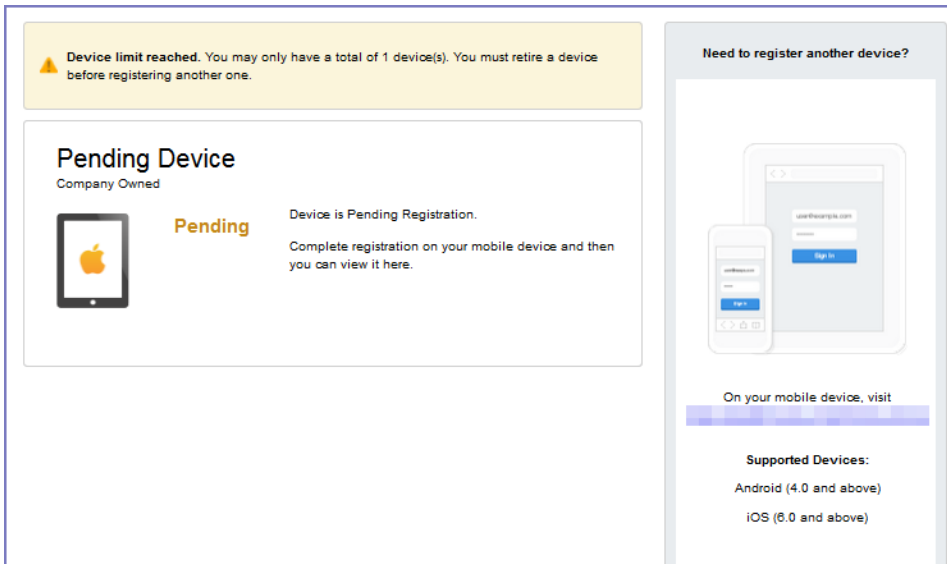 Device limit reached. You may only have a total of 1 device(s). You must retire a device
before registering another one.
Pending Device
Company Owned
Pending
Device is Pending Registration.
Complete registration on your mobile device and then
you can view it here.
Need to register another device?
user@example.com
Sign In
Sign In
On your mobile device, visit
Supported Devices:
Android (4.0 and above)
iOS (6.0 and above)